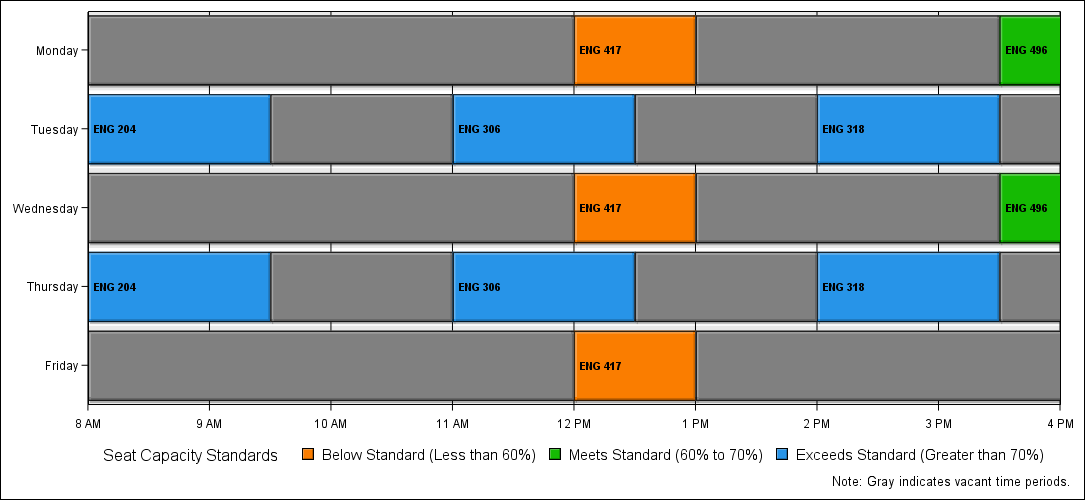 Monday
ENG 417
ENG 496
Tuesday
ENG 204
ENG 306
ENG 318
Wednesday
ENG 417
ENG 496
Thursday
ENG 204
ENG 306
ENG 318
Friday
ENG 417
8 AM 9 AM 10 AM 11 AM 12 PM 1 PM 2 PM 3 PM 4 PM
Seat Capacity Standards Below Standard (Less than 60%) Meets Standard (60% to 70%) Exceeds Standard (Greater than 70%)
Note: Gray indicates vacant time periods.